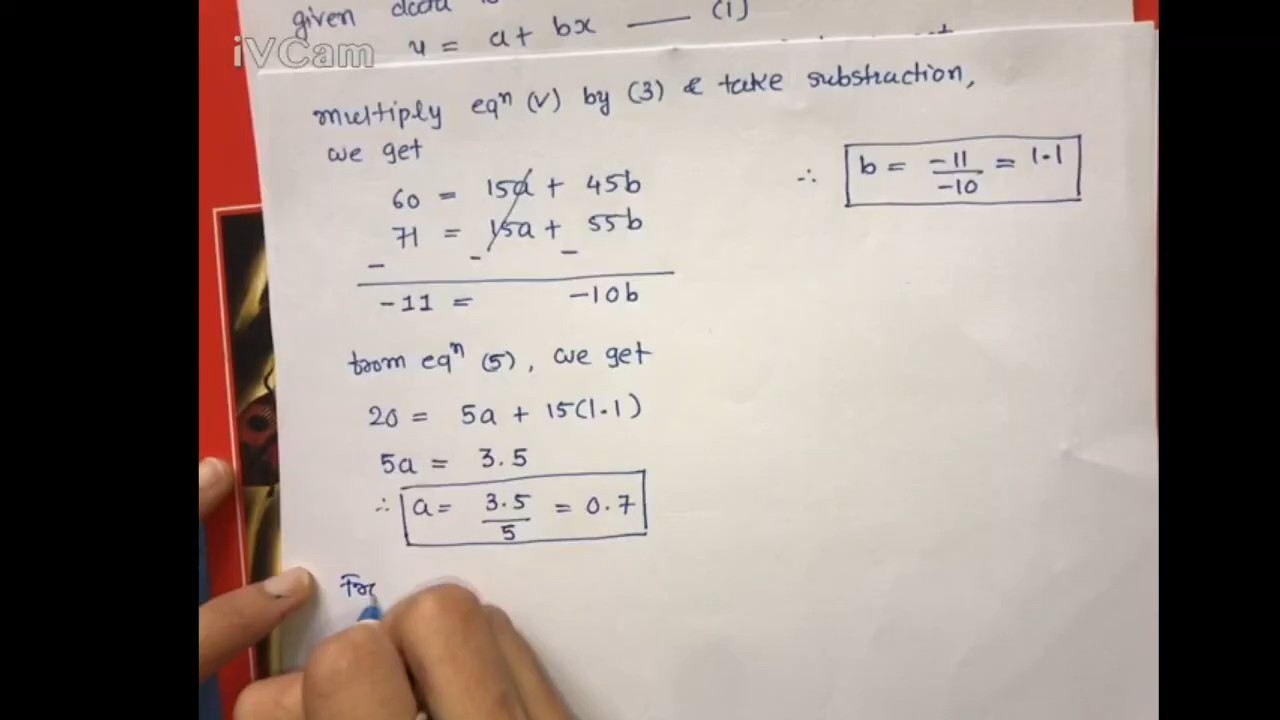 given data
y = a + bx —— (1)
iVCam
multiply eqⁿ (v) by (3) & take substraction,
we get
60 = 15a + 45b
71 = 15a + 55b
- - -
-11 = -10b
∴ b = -11/-10 = 1.1
from eqⁿ (5), we get
20 = 5a + 15(1.1)
5a = 3.5
∴ a = 3.5/5 = 0.7
From